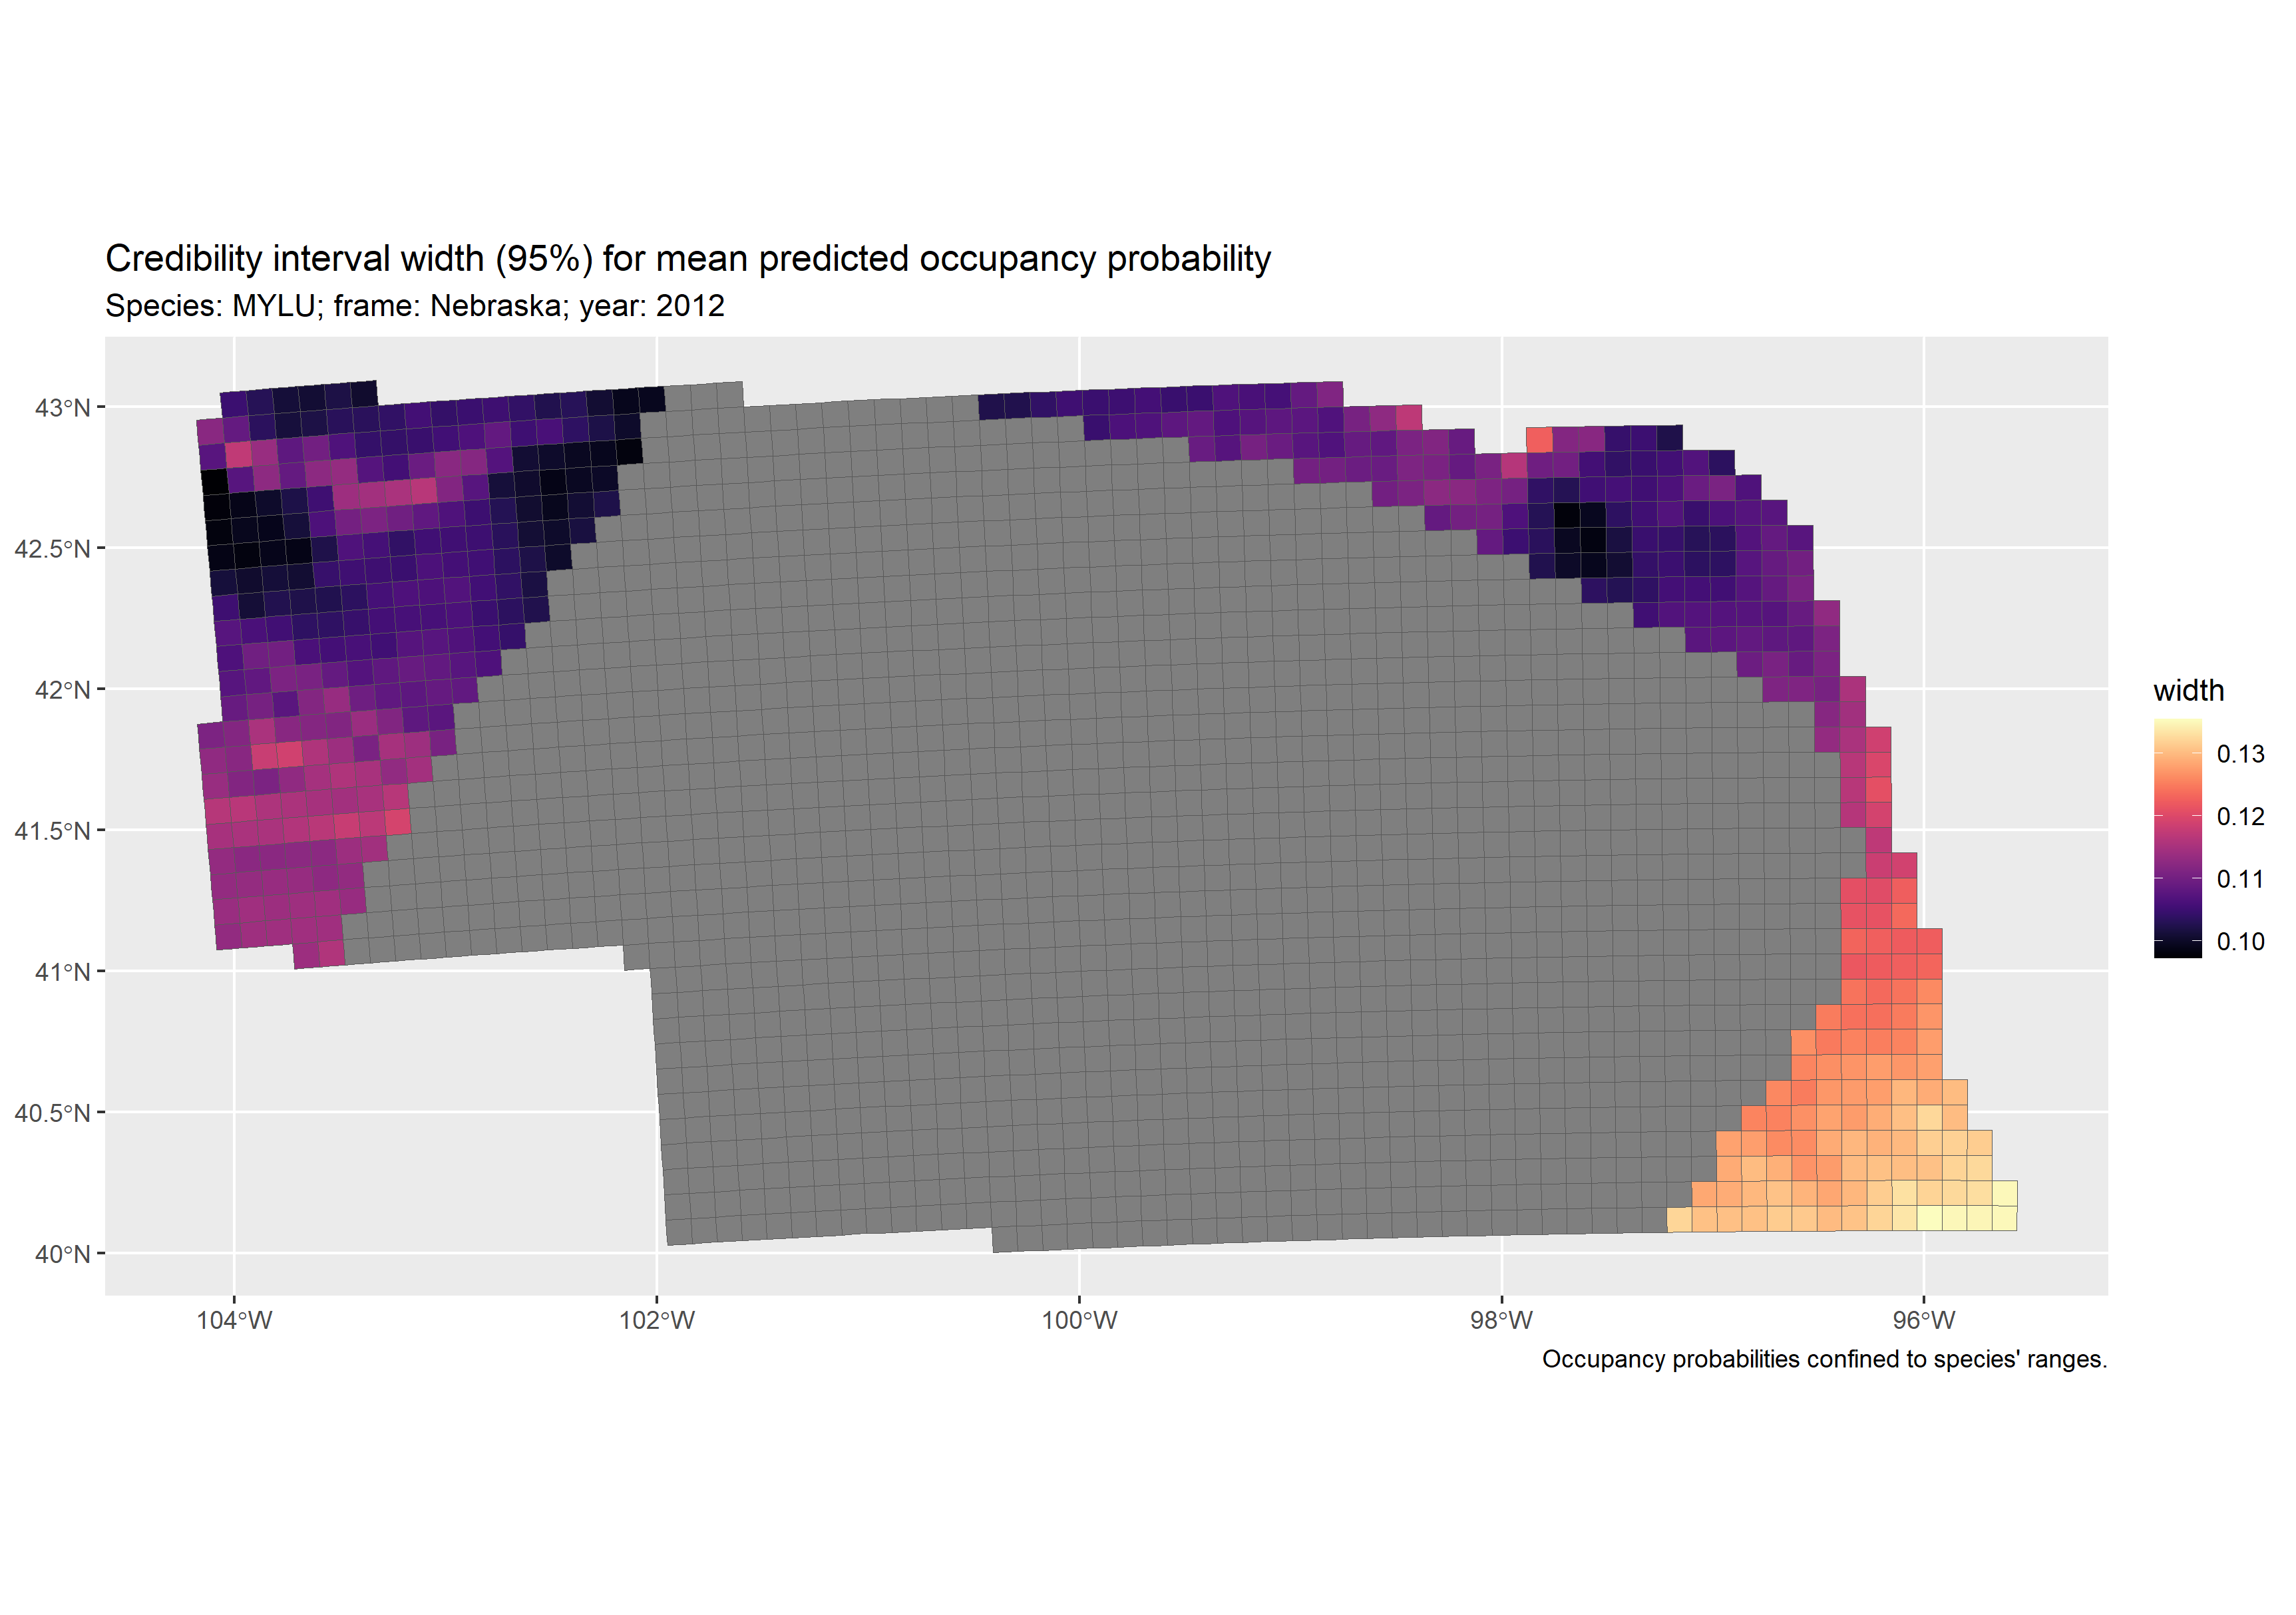 Credibility interval width (95%) for mean predicted occupancy probability
Species: MYLU; frame: Nebraska; year: 2012
43°N
42.5°N
42°N
41.5°N
41°N
40.5°N
40°N
104°W
102°W
100°W
98°W
96°W
width
0.13
0.12
0.11
0.10
Occupancy probabilities confined to species' ranges.